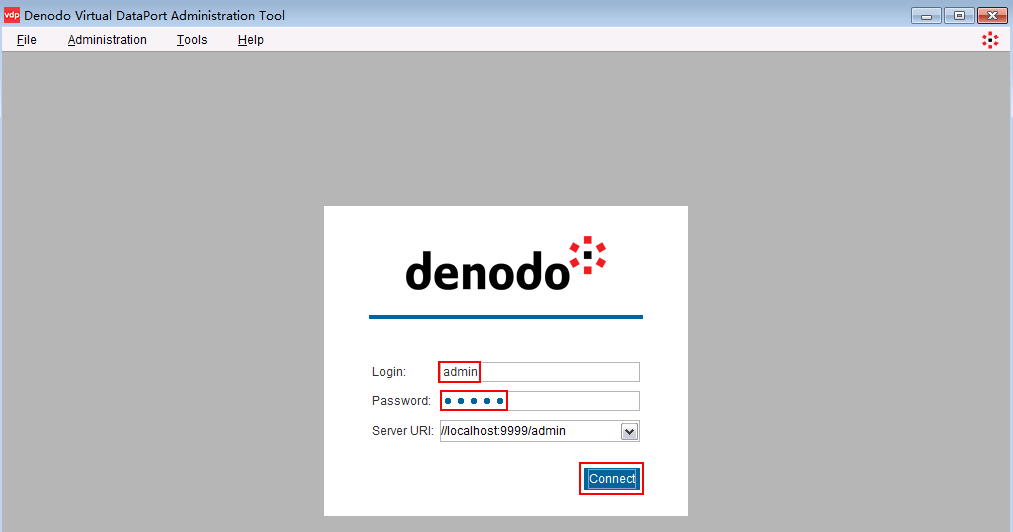 vdp Denodo Virtual DataPort Administration Tool
File Administration Tools Help
denodo
Login: admin
Password: •••••
Server URI: //localhost:9999/admin
Connect